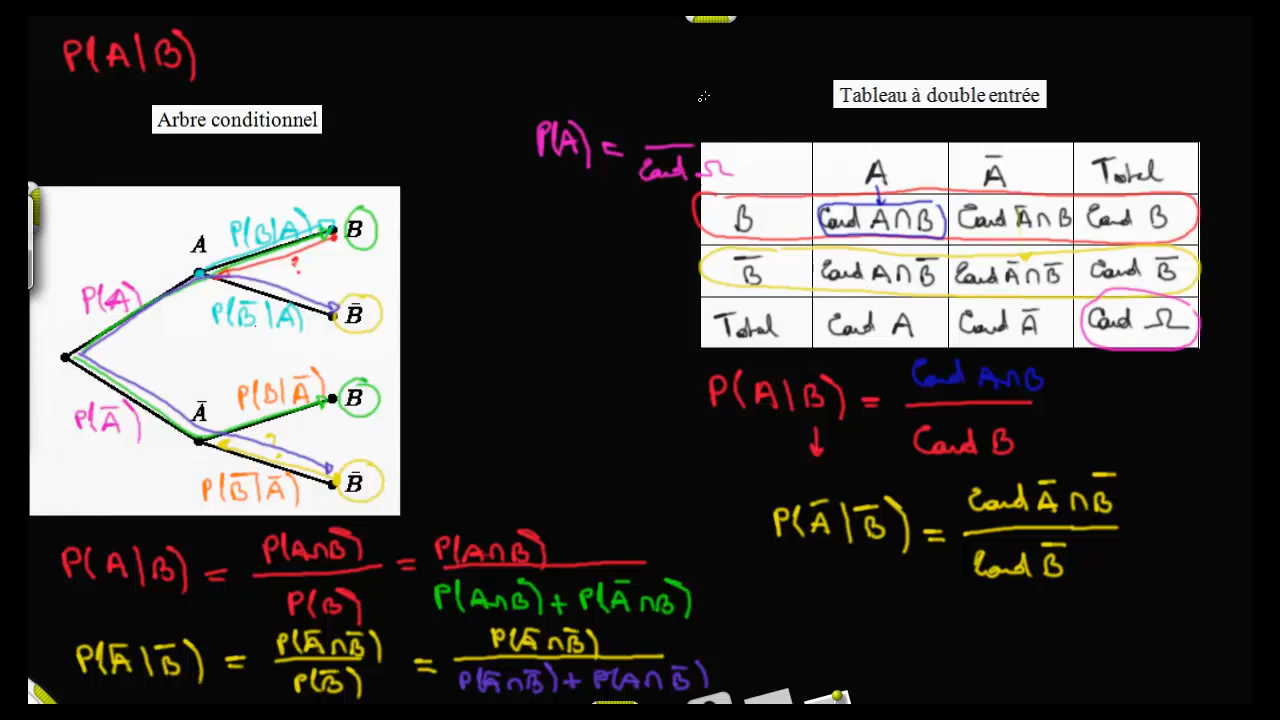 P(A|B)
Arbre conditionnel
P(B|A) B
A
?
P(A)
P(B̄|A) B̄
P(B|Ā) B
P(Ā) Ā
?
P(B̄|Ā) B̄
P(A|B) = P(A∩B) / P(B) = P(A∩B) / P(A∩B) + P(Ā∩B)
P(Ā|B̄) = P(Ā∩B̄) / P(B̄) = P(Ā∩B̄) / P(Ā∩B̄) + P(A∩B̄)
Tableau à double entrée
P(A) = / Card Ω
A Ā Total
B Card A∩B Card Ā∩B Card B
B̄ Card A∩B̄ Card Ā∩B̄ Card B̄
Total Card A Card Ā Card Ω
P(A|B) = Card A∩B / Card B
P(Ā|B̄) = Card Ā∩B̄ / Card B̄